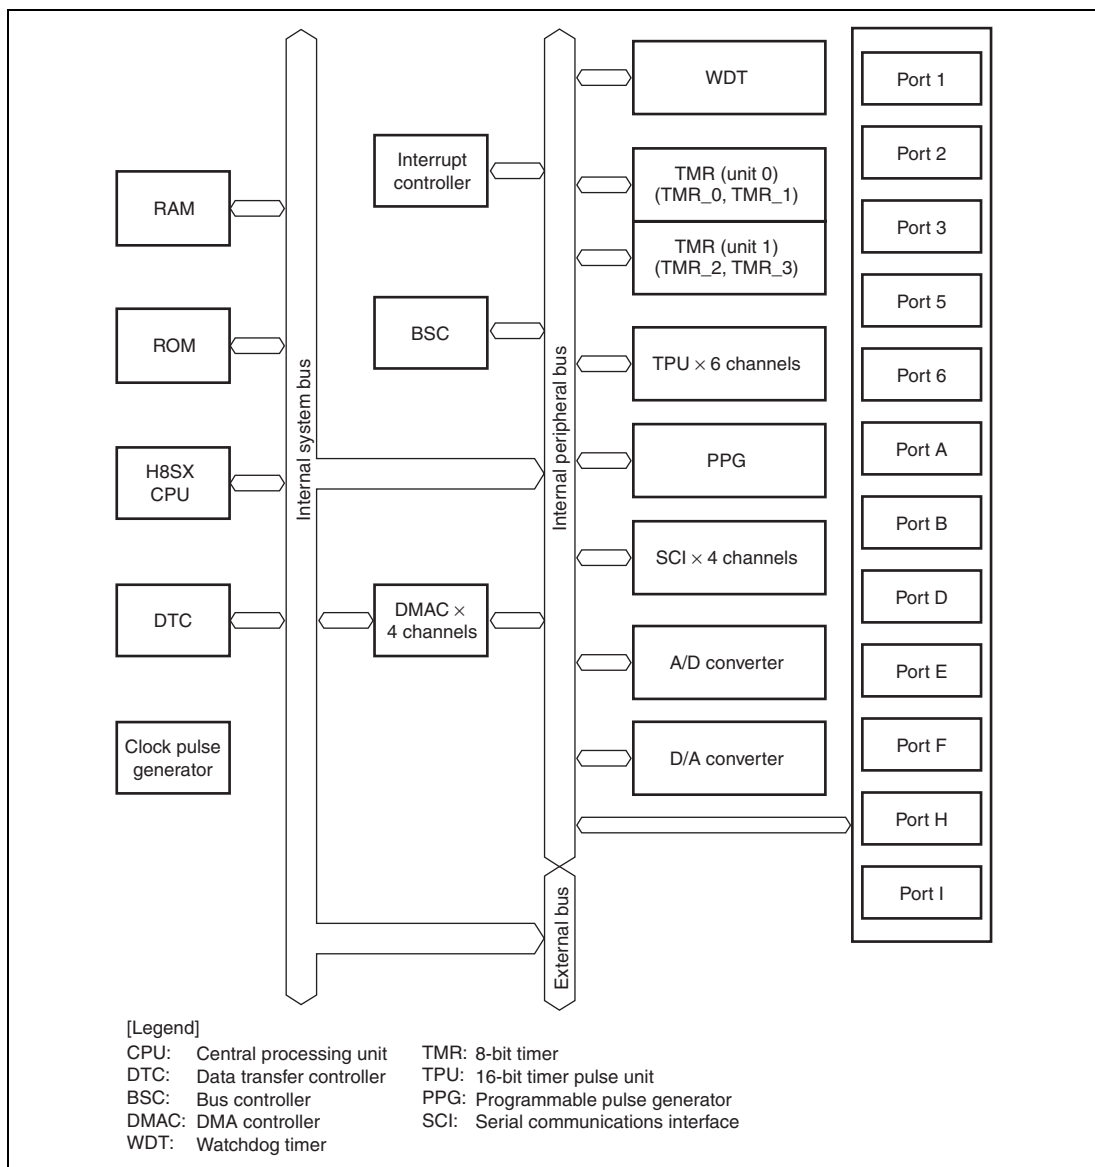 WDT
Port 1
Interrupt
controller
TMR (unit 0)
(TMR_0, TMR_1)
Port 2
RAM
Port 3
TMR (unit 1)
(TMR_2, TMR_3)
Port 5
ROM
BSC
TPU × 6 channels
Port 6
Internal system bus
Internal peripheral bus
H8SX
CPU
PPG
Port A
Port B
SCI × 4 channels
DTC
DMAC ×
4 channels
Port D
A/D converter
Port E
Clock pulse
generator
D/A converter
Port F
Port H
Port I
External bus
[Legend]
CPU: Central processing unit
DTC: Data transfer controller
BSC: Bus controller
DMAC: DMA controller
WDT: Watchdog timer
TMR: 8-bit timer
TPU: 16-bit timer pulse unit
PPG: Programmable pulse generator
SCI: Serial communications interface